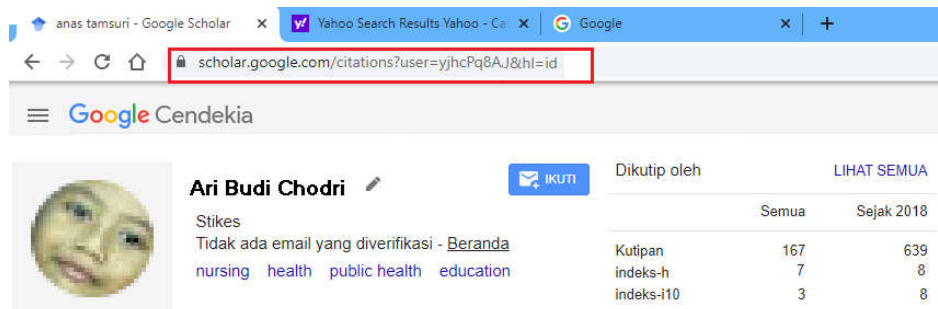 anas tamsuri - Google Scholar
Yahoo Search Results Yahoo - Ca
Google
scholar.google.com/citations?user=yjhcPq8AJ&hl=id
Google Cendekia
Ari Budi Chodri
IKUTI
Stikes
Tidak ada email yang diverifikasi - Beranda
nursing health public health education
Dikutip oleh LIHAT SEMUA
Semua Sejak 2018
Kutipan 167 639
indeks-h 7 8
indeks-i10 3 8